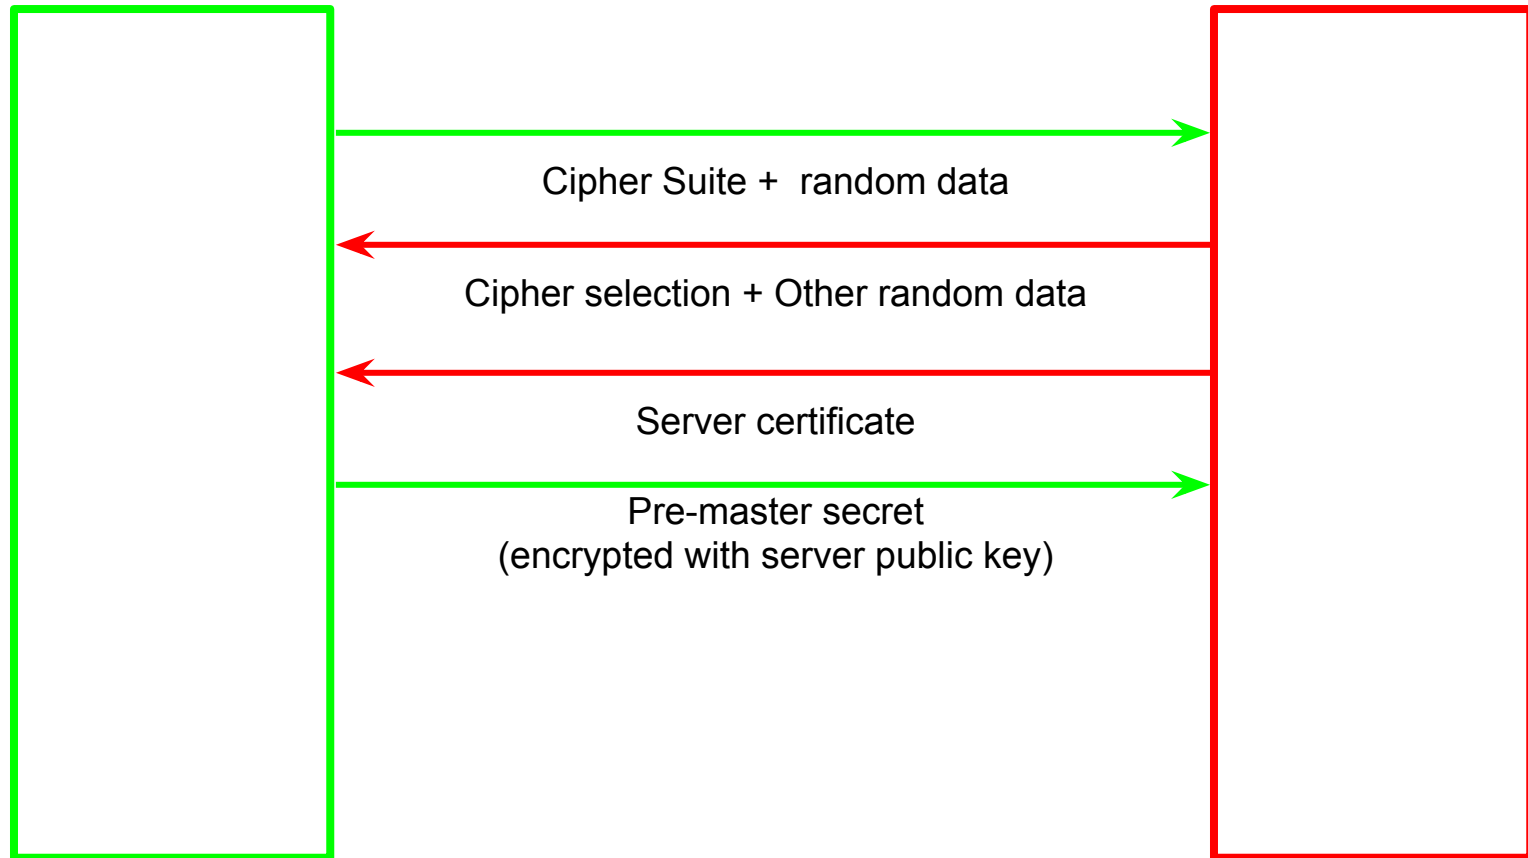 Cipher Suite +  random data
Cipher selection + Other random data
Server certificate
Pre-master secret
(encrypted with server public key)